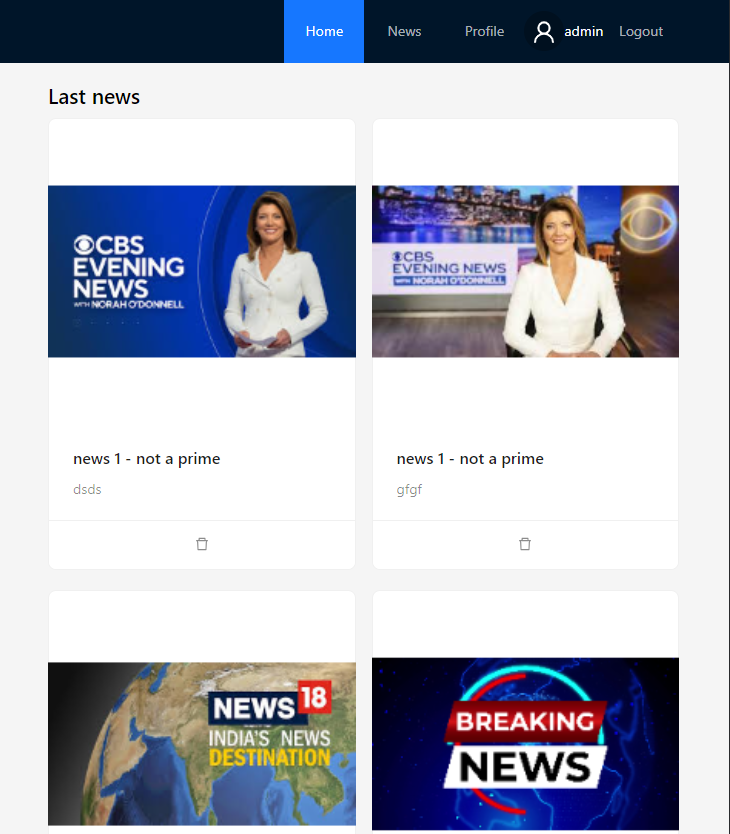 Home
News
Profile
admin
Logout
Last news
CBS
EVENING
NEWS
WITH NORAH O'DONNELL
CBS
EVENING NEWS
WITH NORAH O'DONNELL
news 1 - not a prime
dsds
news 1 - not a prime
gfgf
NEWS 18
INDIA'S NEWS
DESTINATION
BREAKING
NEWS